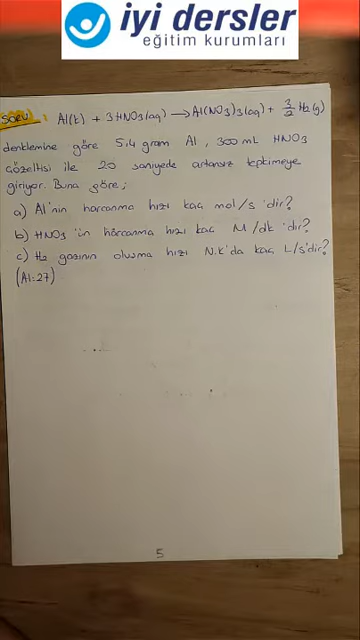 iyi dersler
eğitim kurumları
SORU: Al(k) + 3HNO3(aq) → Al(NO3)3(aq) + 3/2 H2(g)
denklemine göre 5,4 gram Al, 300 mL HNO3
çözeltisi ile 20 saniyede artansız tepkimeye
giriyor. Buna göre;
a) Al'nin harcanma hızı kaç mol/s 'dir?
b) HNO3 'ün harcanma hızı kaç M/dk 'dır?
c) H2 gazının oluşma hızı N.K'da kaç L/s'dir?
(Al=27)
5